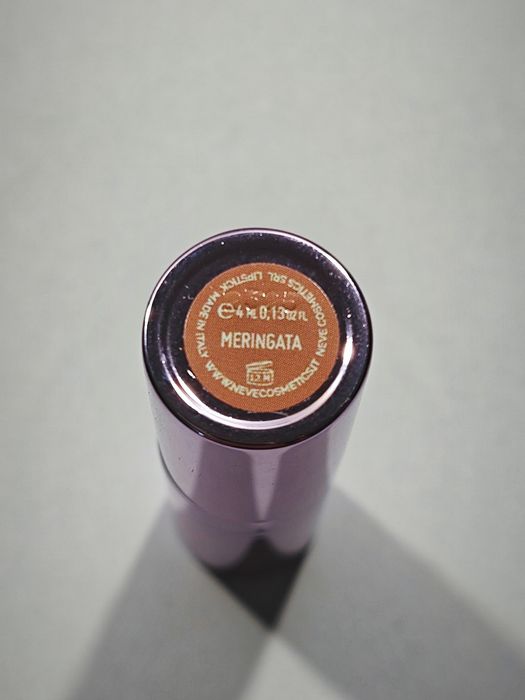 ℮ 4 ML 0,13 OZ FL.
MERINGATA
12 M
NEVE COSMETICS SRL LIPSTICK. MADE IN ITALY WWW.NEVECOSMETICS.IT